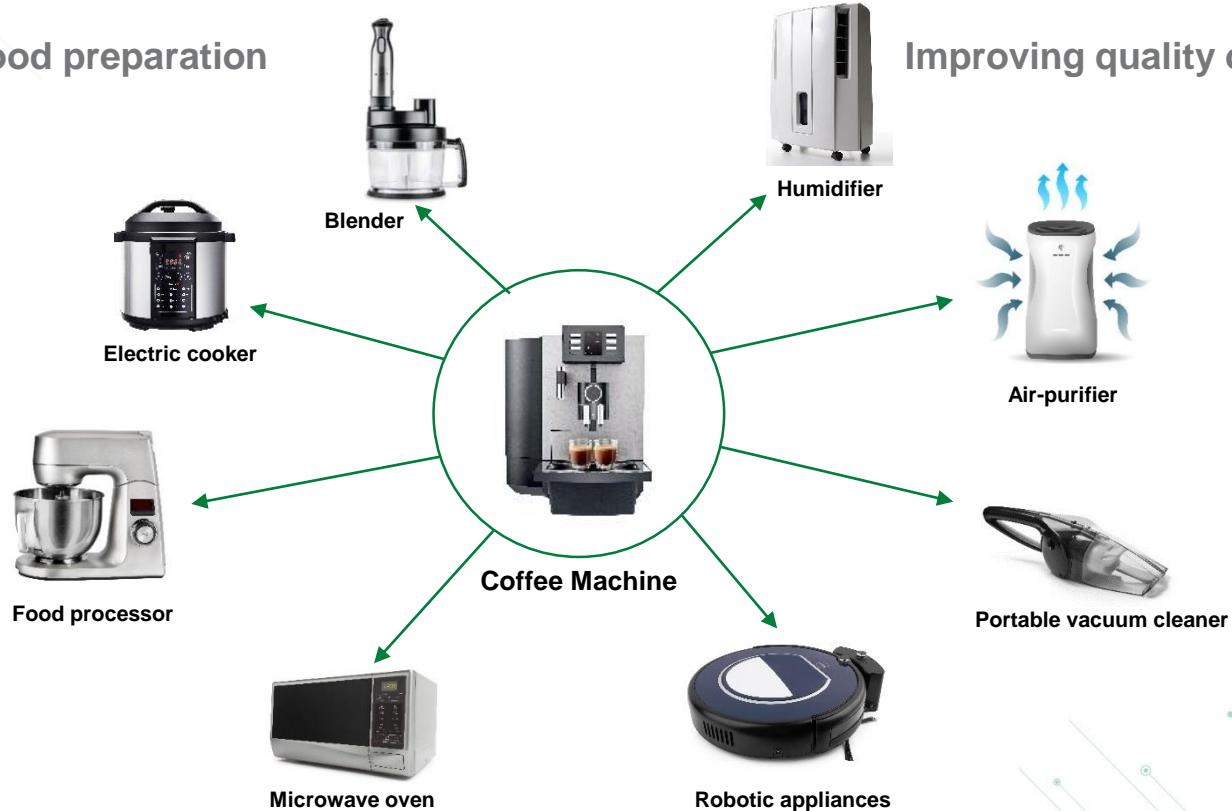 ood preparation
Improving quality o
Blender
Humidifier
Electric cooker
Air-purifier
Coffee Machine
Food processor
Portable vacuum cleaner
Microwave oven
Robotic appliances